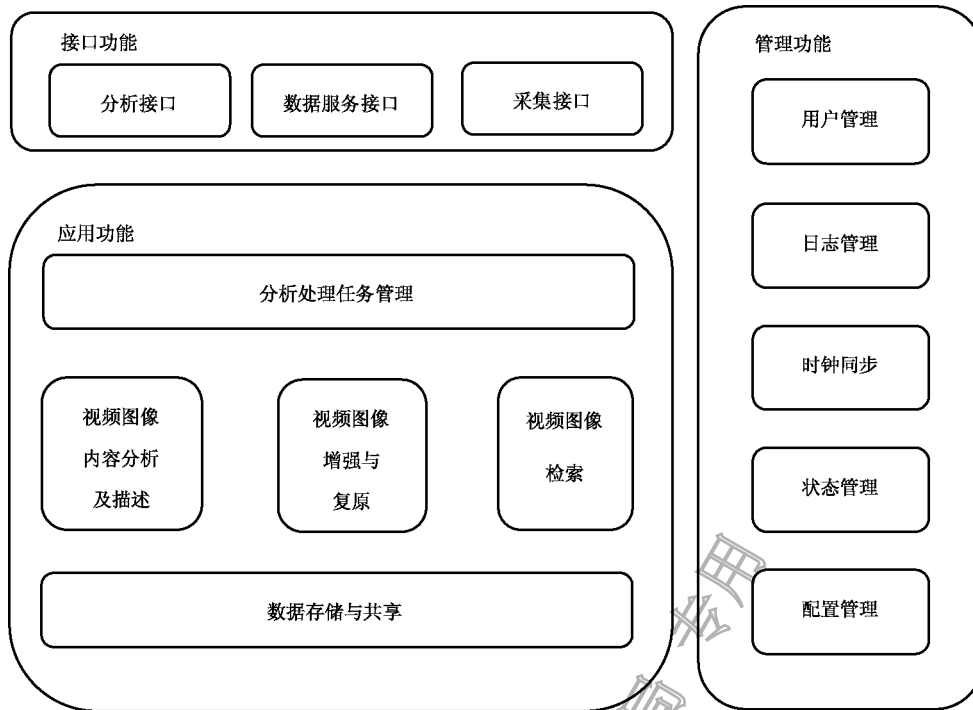 接口功能
分析接口
数据服务接口
采集接口
应用功能
分析处理任务管理
视频图像
内容分析
及描述
视频图像
增强与
复原
视频图像
检索
数据存储与共享
管理功能
用户管理
日志管理
时钟同步
状态管理
配置管理
专用